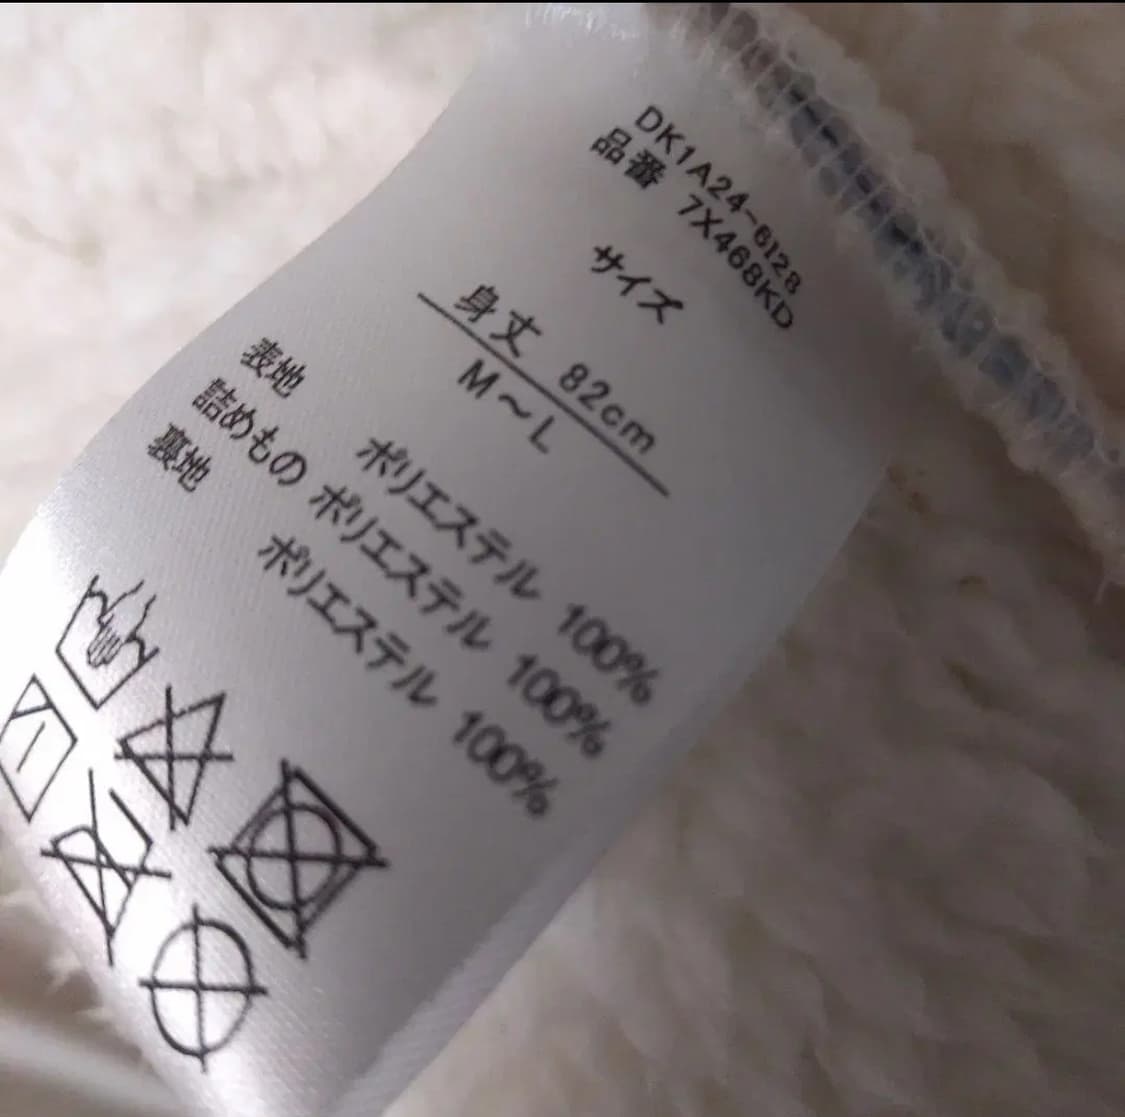 DK1A24-6128
品番 7X468KD
サイズ
身丈 82cm
M～L
表地 ポリエステル 100%
詰めもの ポリエステル 100%
裏地 ポリエステル 100%